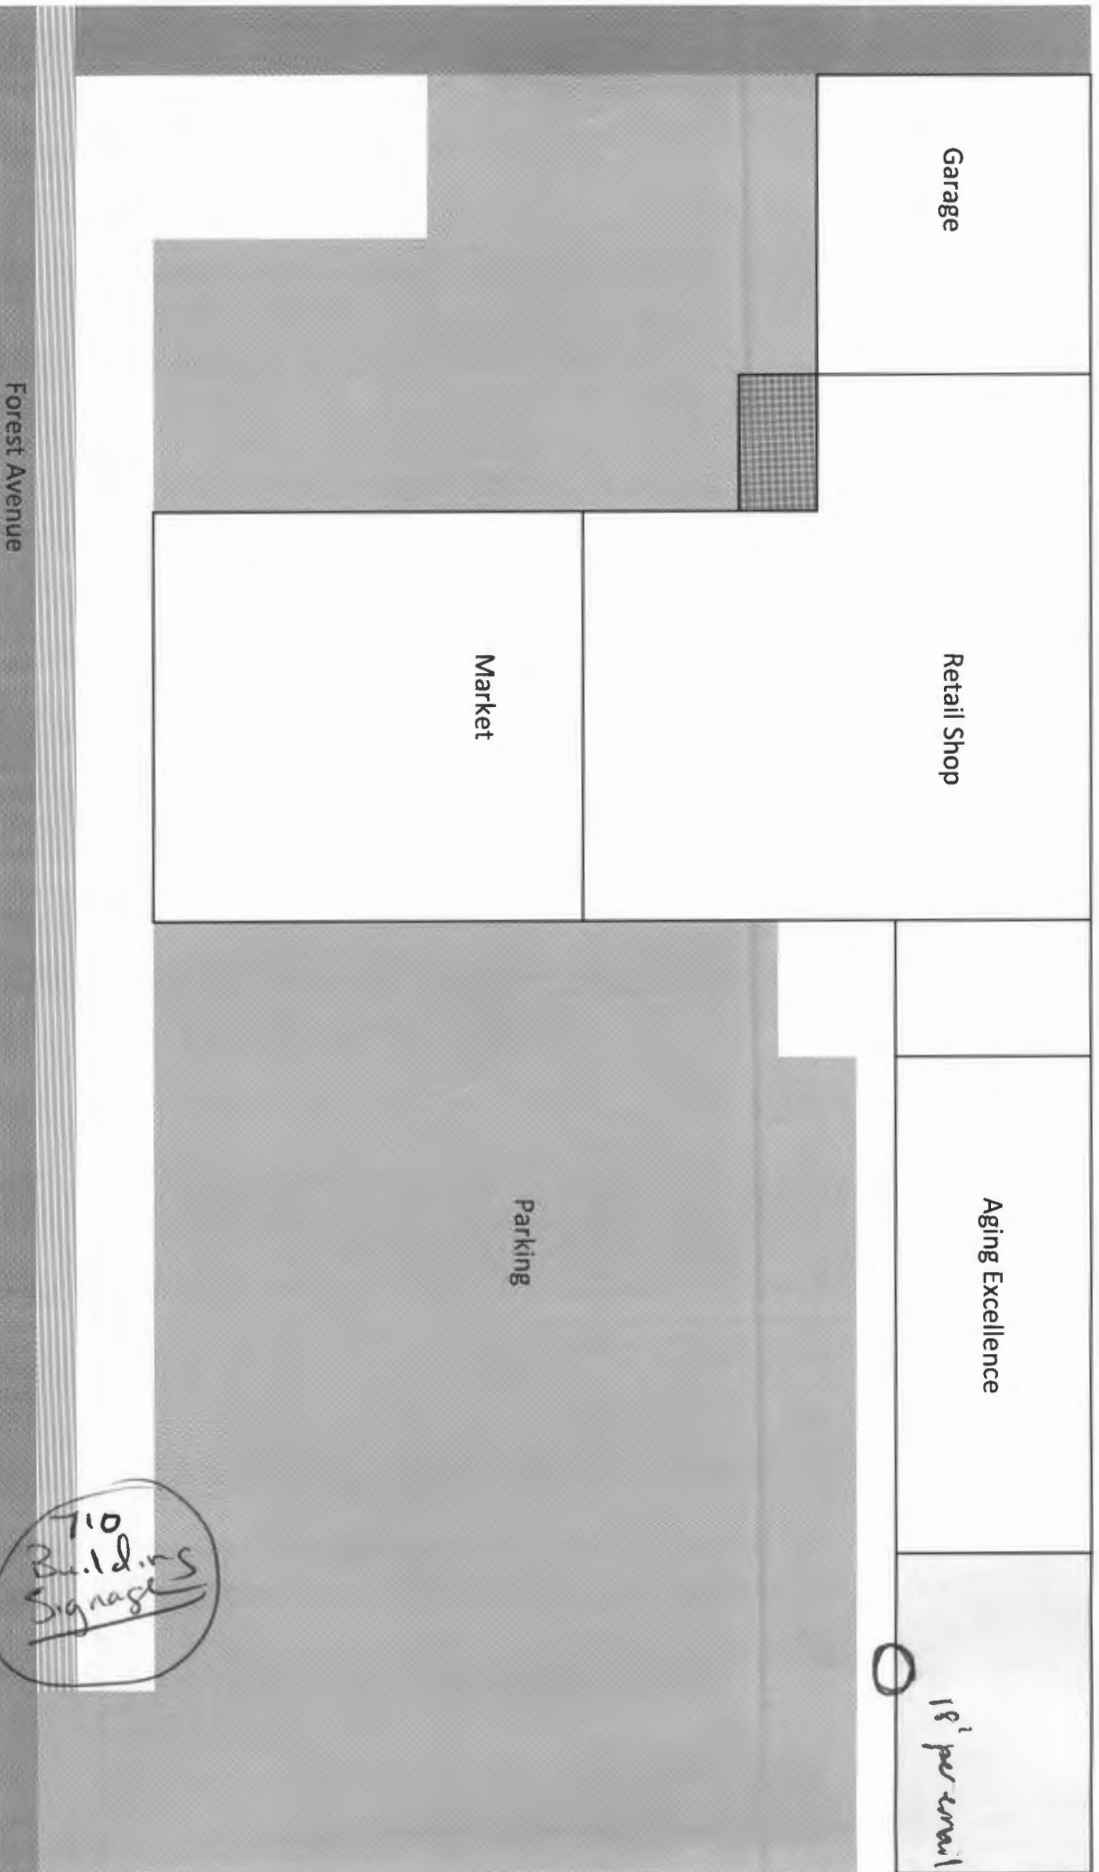 Garage
Retail Shop
Aging Excellence
18' per email
Market
Parking
710
Building
Signage
Forest Avenue